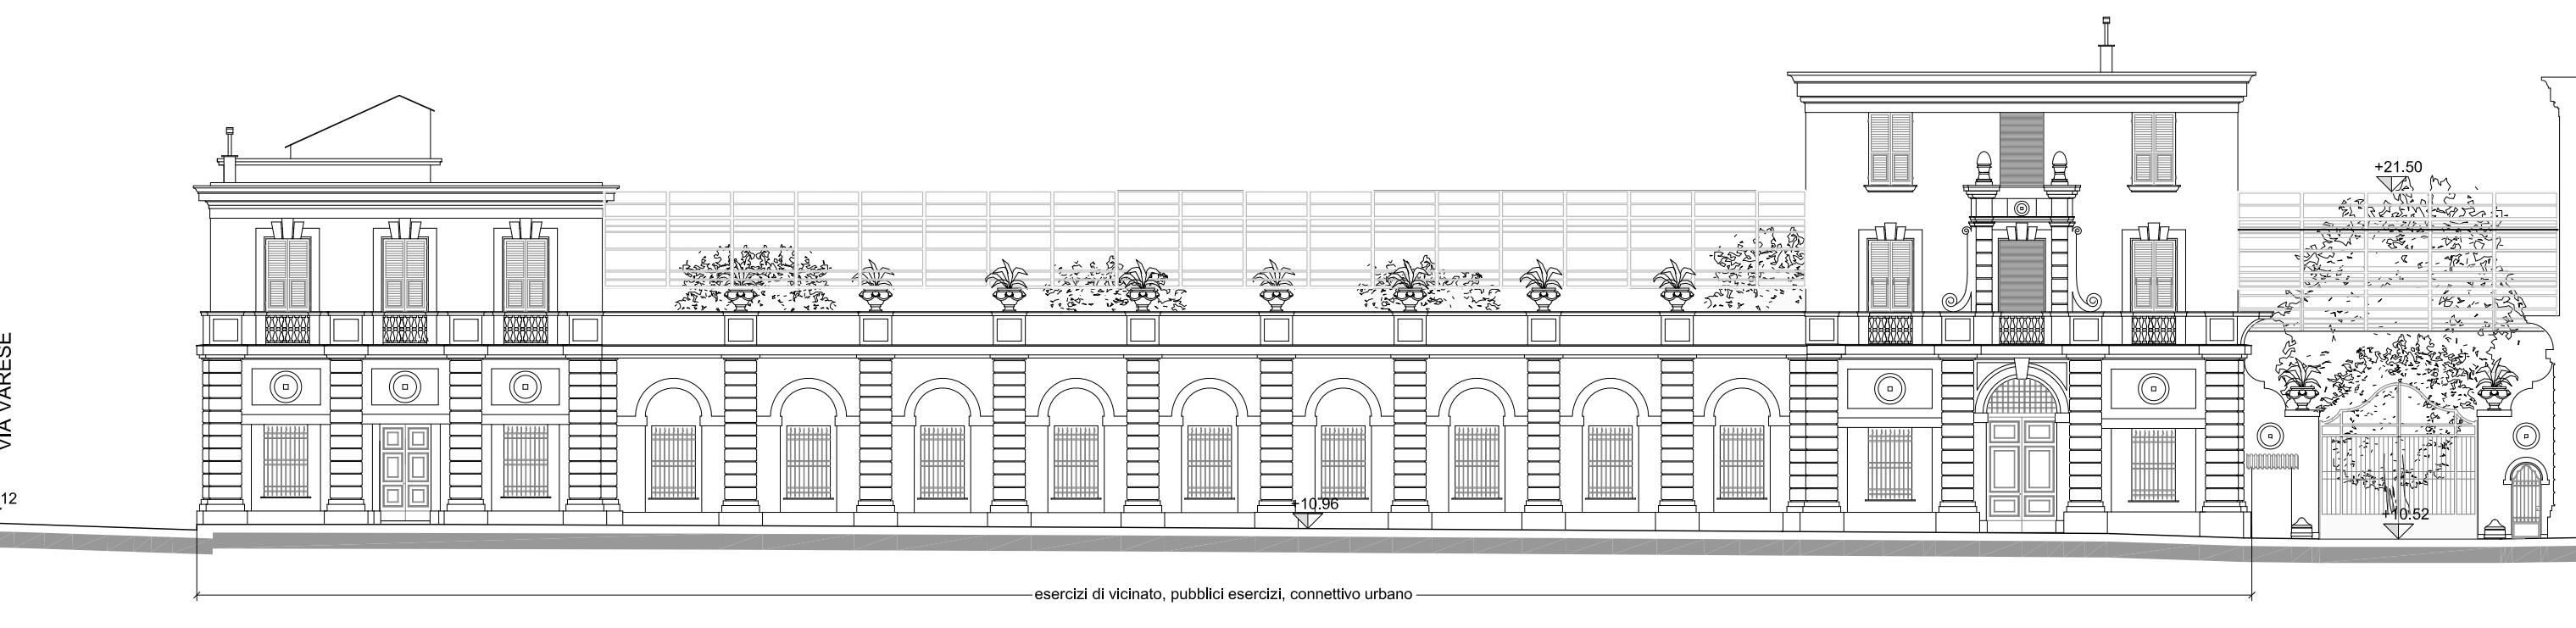 +21.50
VIA VARESE
12
+10.96
+10.52
esercizi di vicinato, pubblici esercizi, connettivo urbano